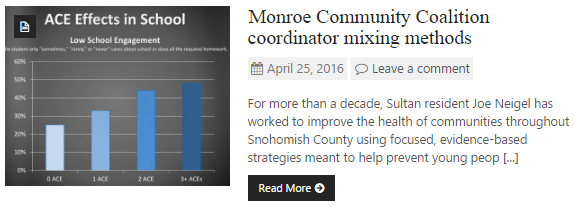 ACE Effects in School
Low School Engagement
he student only "sometimes," "rarely," or "never" cares about school or does all the required homework.
60%
50%
40%
30%
20%
10%
0%
0 ACE
1 ACE
2 ACE
3+ ACEs
Monroe Community Coalition
coordinator mixing methods
April 25, 2016
Leave a comment
For more than a decade, Sultan resident Joe Neigel has
worked to improve the health of communities throughout
Snohomish County using focused, evidence-based
strategies meant to help prevent young peop [...]
Read More